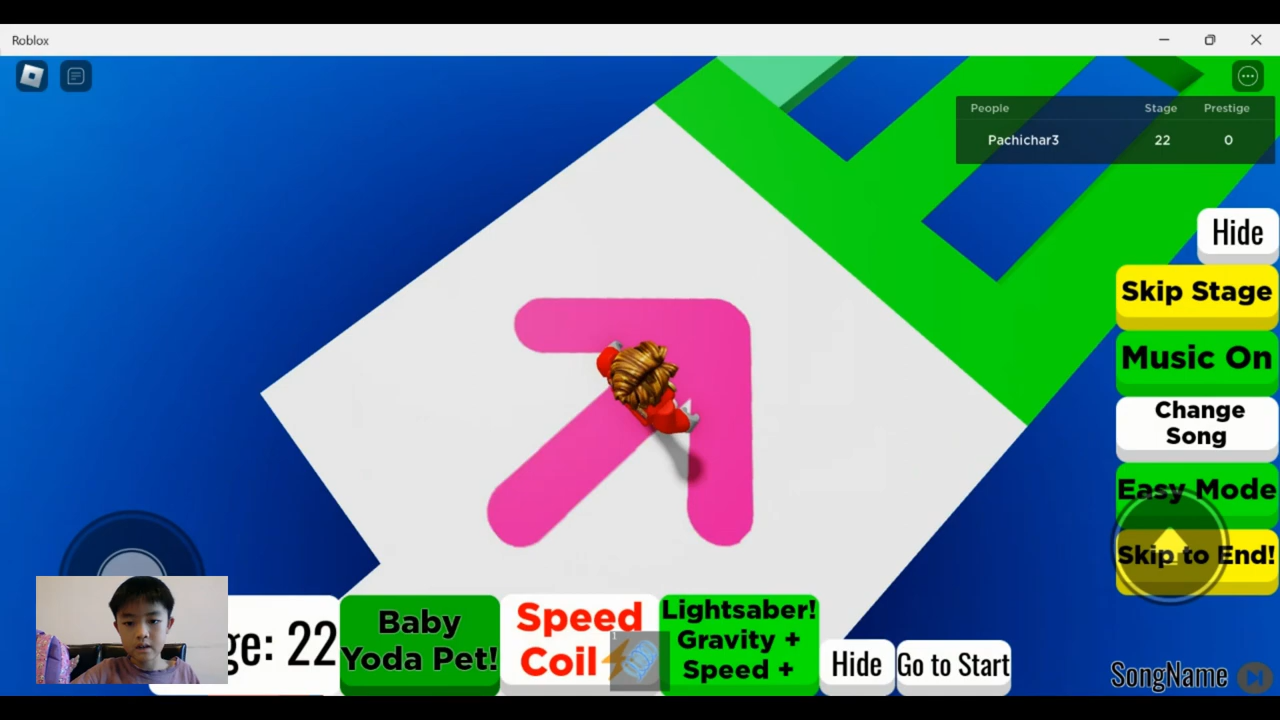 Roblox
People Stage Prestige
Pachichar3 22 0
Hide
Skip Stage
Music On
Change
Song
Easy Mode
Skip to End!
ge: 22
Baby
Yoda Pet!
Speed
Coil
1
Lightsaber!
Gravity +
Speed +
Hide
Go to Start
SongName